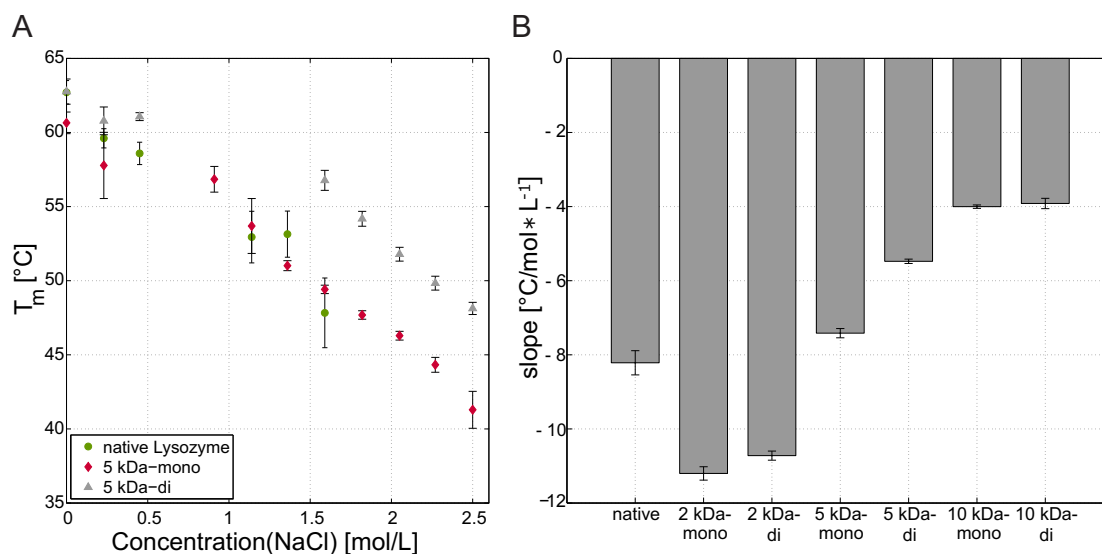 A
B
65
60
55
50
45
40
35
T_m [°C]
0
0.5
1
1.5
2
2.5
Concentration(NaCl) [mol/L]
native Lysozyme
5 kDa−mono
5 kDa−di
0
- 2
- 4
- 6
- 8
- 10
−12
slope [°C/mol∗ L⁻¹]
native
2 kDa-
mono
2 kDa-
di
5 kDa-
mono
5 kDa-
di
10 kDa-
mono
10 kDa-
di